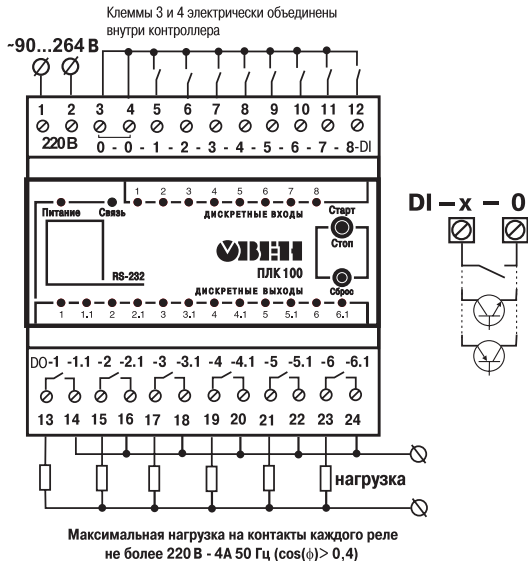 Клеммы 3 и 4 электрически объединены
внутри контроллера
~90...264 В
1 2 3 4 5 6 7 8 9 10 11 12
220 В 0 - 0 - 1 - 2 - 3 - 4 - 5 - 6 - 7 - 8-DI
1 2 3 4 5 6 7 8
Питание Связь ДИСКРЕТНЫЕ ВХОДЫ Старт
Стоп
ОВЕН
ПЛК 100
RS-232
ДИСКРЕТНЫЕ ВЫХОДЫ Сброс
1 1.1 2 2.1 3 3.1 4 4.1 5 5.1 6 6.1
DO-1 -1.1 -2 -2.1 -3 -3.1 -4 -4.1 -5 -5.1 -6 -6.1
13 14 15 16 17 18 19 20 21 22 23 24
нагрузка
Максимальная нагрузка на контакты каждого реле
не более 220 В - 4А 50 Гц (cos(ϕ)> 0,4)
DI – x – 0